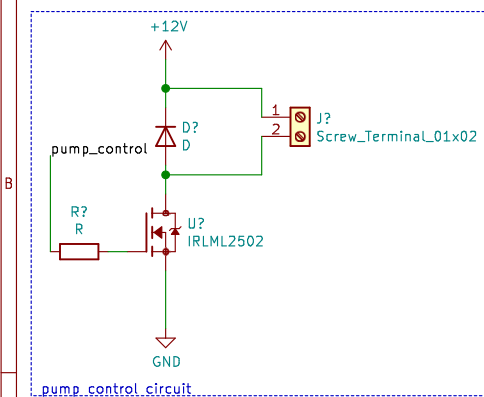 +12V
1
J?
2
Screw_Terminal_01x02
D?
D
pump_control
B
R?
R
U?
IRLML2502
GND
pump control circuit